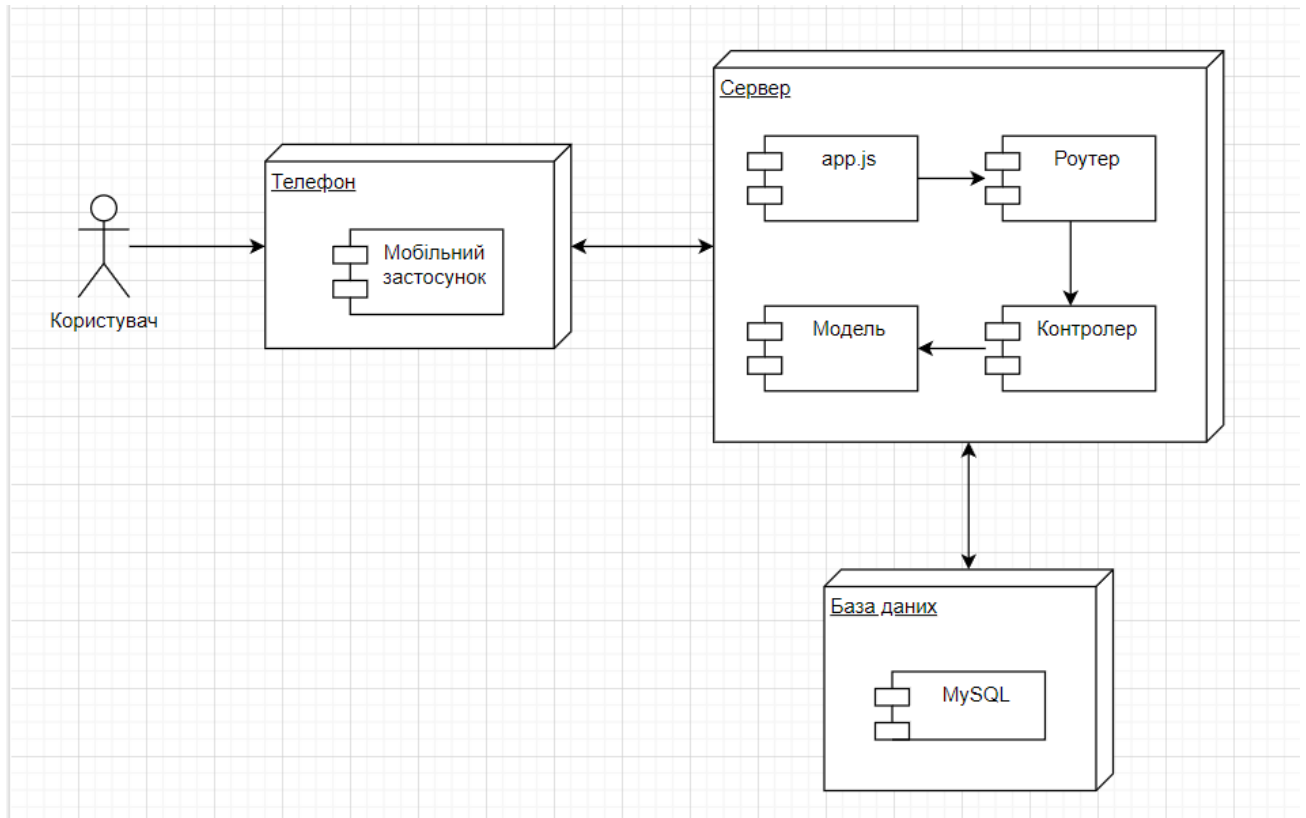 Сервер
app.js
Роутер
Телефон
Мобільний
застосунок
Користувач
Модель
Контролер
База даних
MySQL